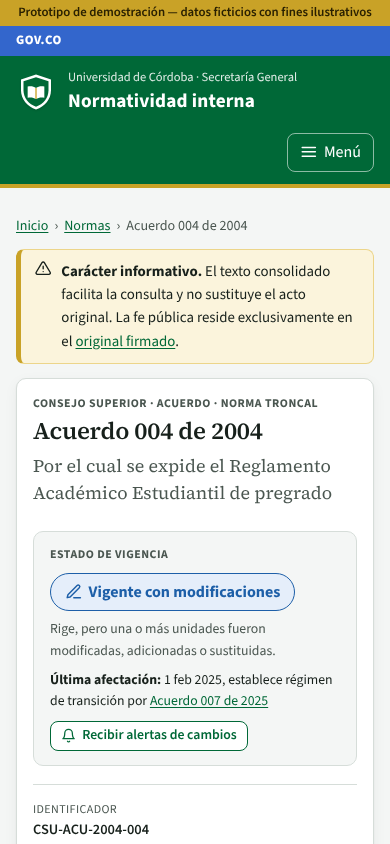 Prototipo de demostración — datos ficticios con fines ilustrativos
GOV.CO
Universidad de Córdoba · Secretaría General
Normatividad interna
Menú
Inicio › Normas › Acuerdo 004 de 2004
Carácter informativo. El texto consolidado
facilita la consulta y no sustituye el acto
original. La fe pública reside exclusivamente en
el original firmado.
CONSEJO SUPERIOR · ACUERDO · NORMA TRONCAL
Acuerdo 004 de 2004
Por el cual se expide el Reglamento
Académico Estudiantil de pregrado
ESTADO DE VIGENCIA
Vigente con modificaciones
Rige, pero una o más unidades fueron
modificadas, adicionadas o sustituidas.
Última afectación: 1 feb 2025, establece régimen
de transición por Acuerdo 007 de 2025
Recibir alertas de cambios
IDENTIFICADOR
CSU-ACU-2004-004